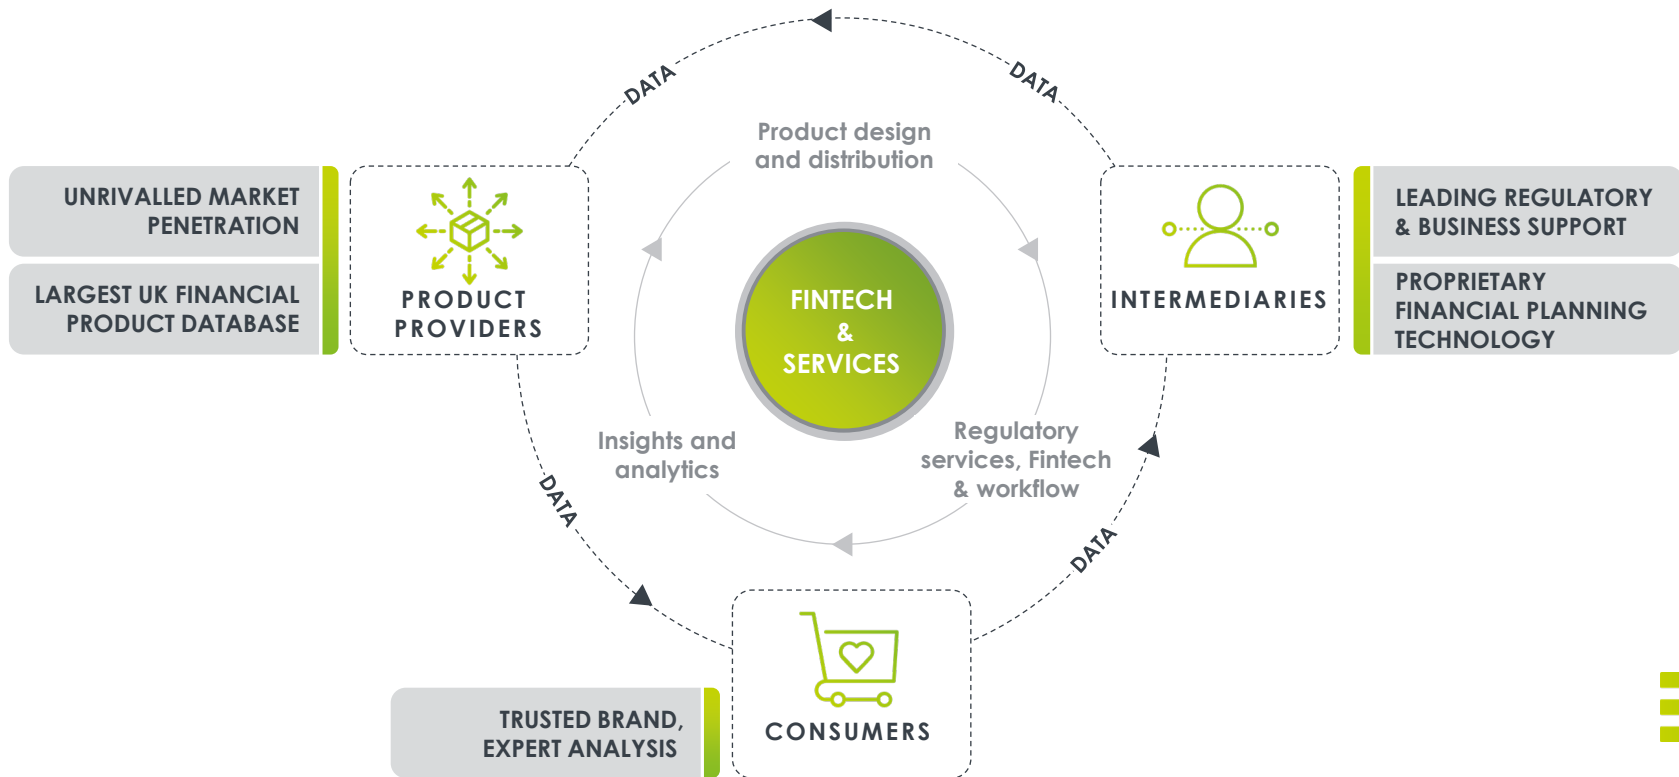 DATA
DATA
Product design
and distribution
UNRIVALLED MARKET
PENETRATION
LARGEST UK FINANCIAL
PRODUCT DATABASE
PRODUCT
PROVIDERS
FINTECH
&
SERVICES
INTERMEDIARIES
LEADING REGULATORY
& BUSINESS SUPPORT
PROPRIETARY
FINANCIAL PLANNING
TECHNOLOGY
Insights and
analytics
Regulatory
services, Fintech
& workflow
DATA
DATA
TRUSTED BRAND,
EXPERT ANALYSIS
CONSUMERS